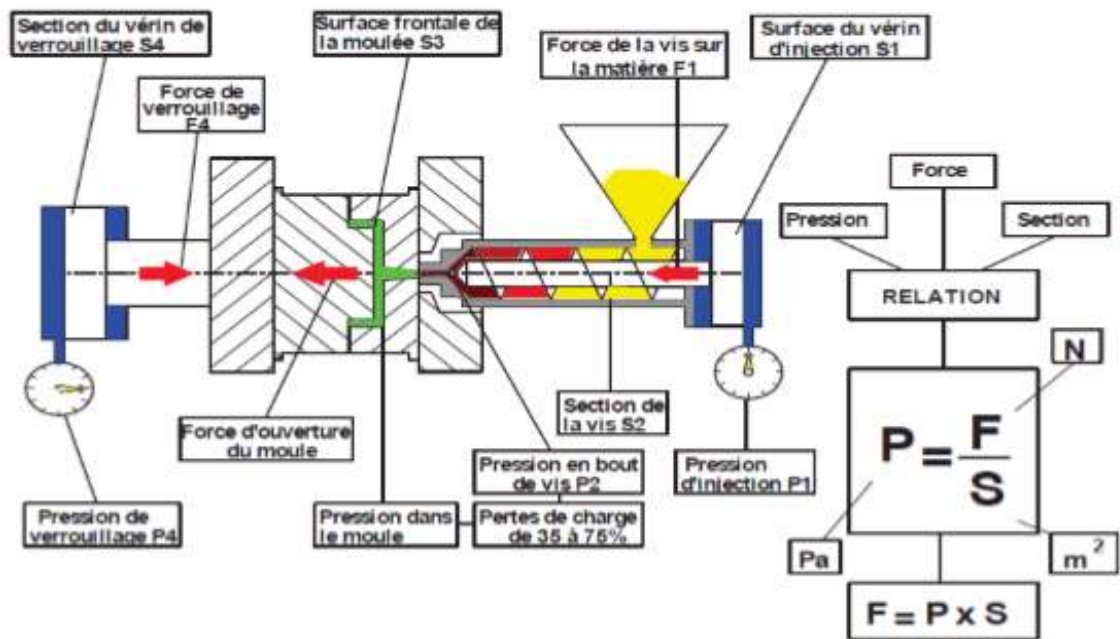 Section du vérin de
verrouillage S4
Surface frontale de
la moulée S3
Force de la vis sur
la matière F1
Surface du vérin
d'injection S1
Force de
verrouillage
F4
Force
Pression
Section
RELATION
N
P = F
S
Pa
m²
F = P x S
Force d'ouverture
du moule
Section de
la vis S2
Pression en bout
de vis P2
Pression
d'injection P1
Pression de
verrouillage P4
Pression dans
le moule
Pertes de charge
de 35 à 75%